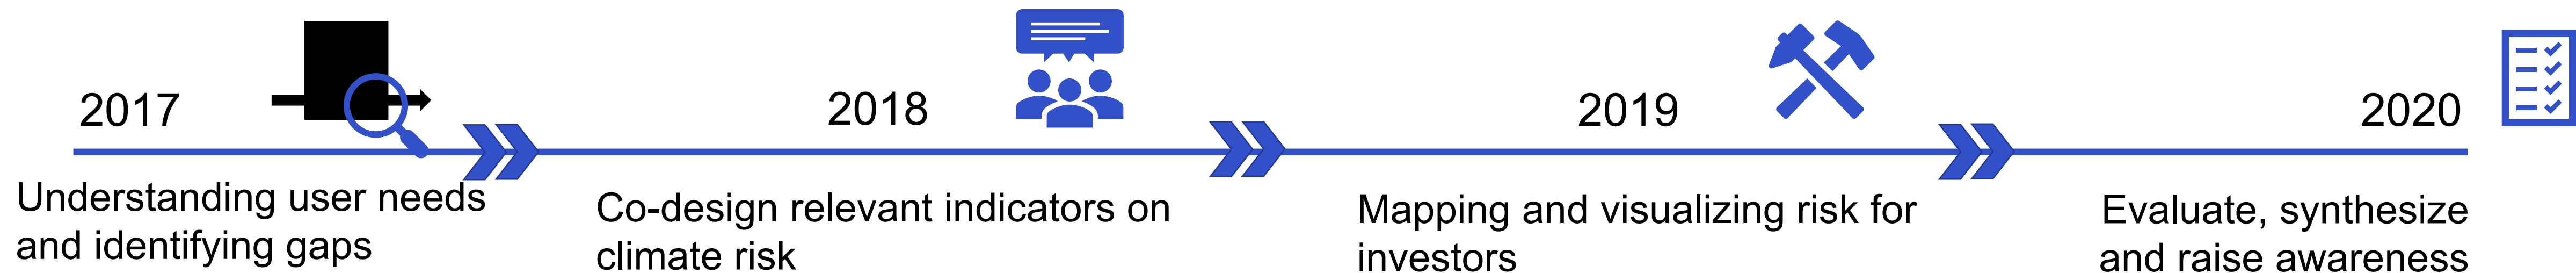 2017
2018
2019
2020
Understanding user needs
and identifying gaps
Co-design relevant indicators on
climate risk
Mapping and visualizing risk for
investors
Evaluate, synthesize
and raise awareness